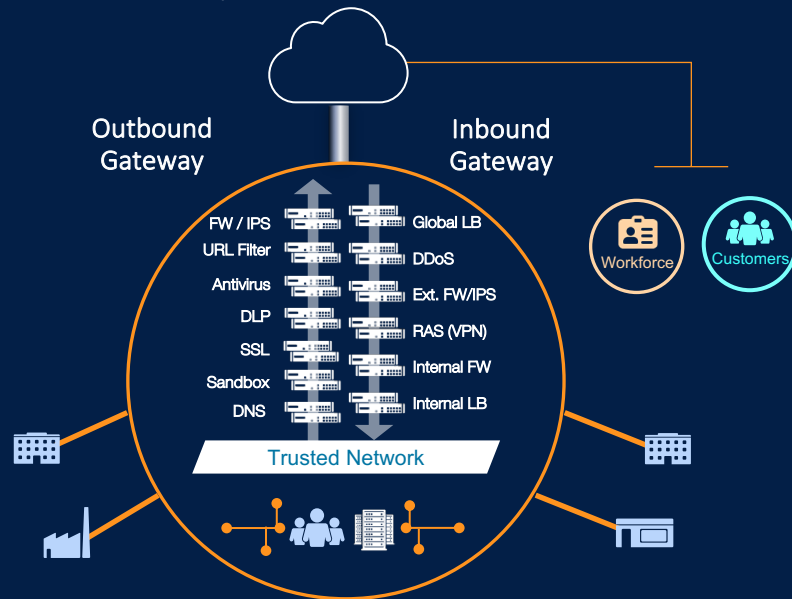 Outbound
Gateway
Inbound
Gateway
FW / IPS
URL Filter
Antivirus
DLP
SSL
Sandbox
DNS
Global LB
DDoS
Ext. FW/IPS
RAS (VPN)
Internal FW
Internal LB
Trusted Network
Workforce
Customers